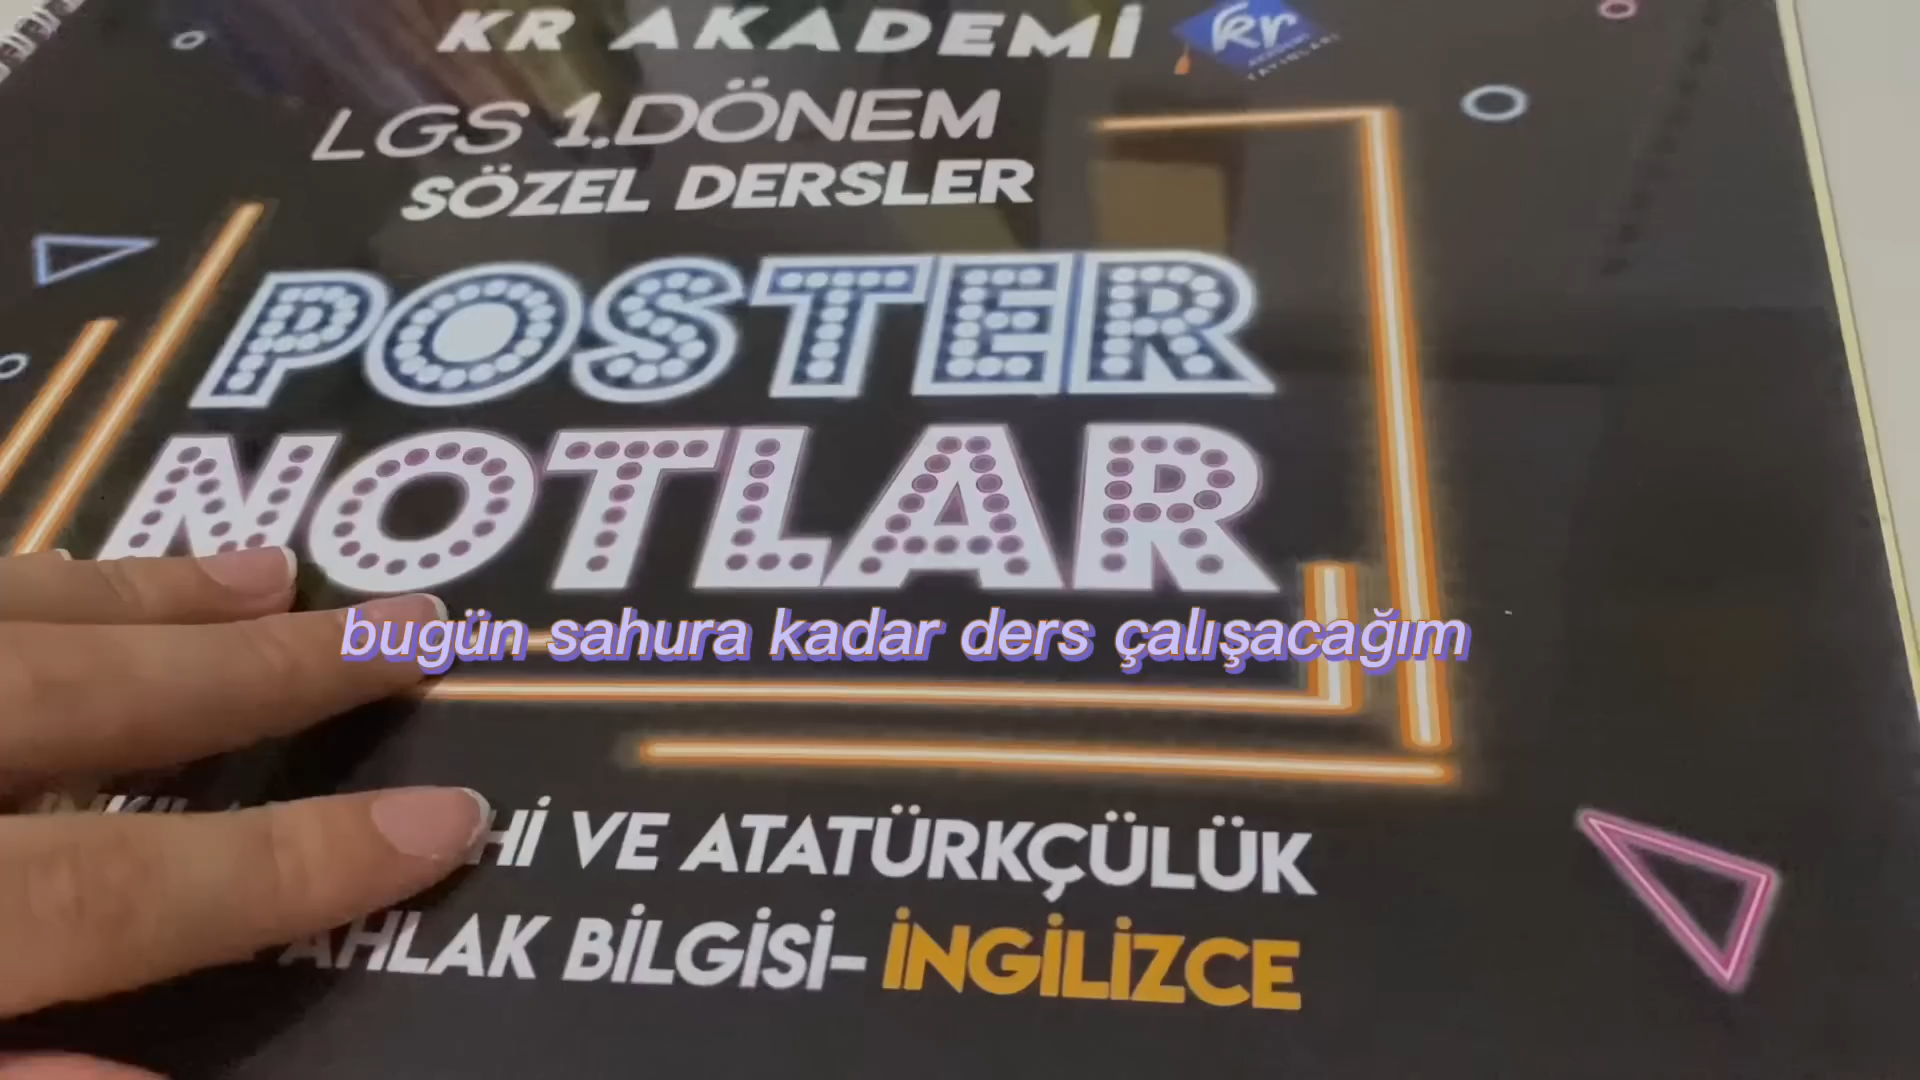 KR AKADEMİ
kr
LGS 1.DÖNEM
SÖZEL DERSLER
POSTER
NOTLAR
bugün sahura kadar ders çalışacağım
VE ATATÜRKÇÜLÜK
AHLAK BİLGİSİ- İNGİLİZCE